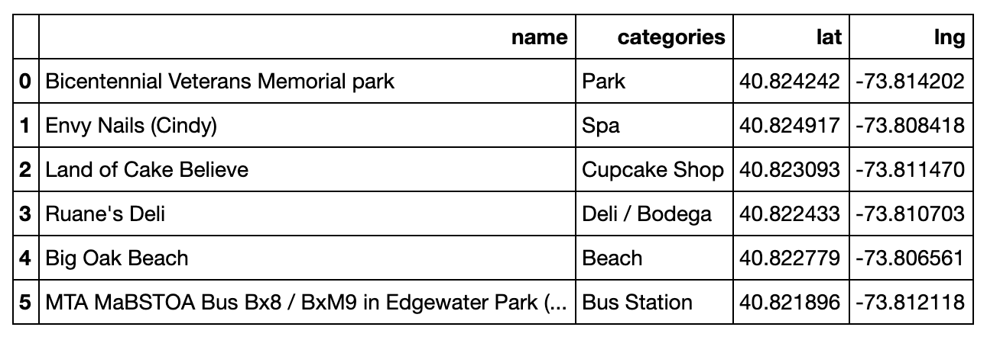 name categories lat lng
0 Bicentennial Veterans Memorial park Park 40.824242 -73.814202
1 Envy Nails (Cindy) Spa 40.824917 -73.808418
2 Land of Cake Believe Cupcake Shop 40.823093 -73.811470
3 Ruane's Deli Deli / Bodega 40.822433 -73.810703
4 Big Oak Beach Beach 40.822779 -73.806561
5 MTA MaBSTOA Bus Bx8 / BxM9 in Edgewater Park (... Bus Station 40.821896 -73.812118